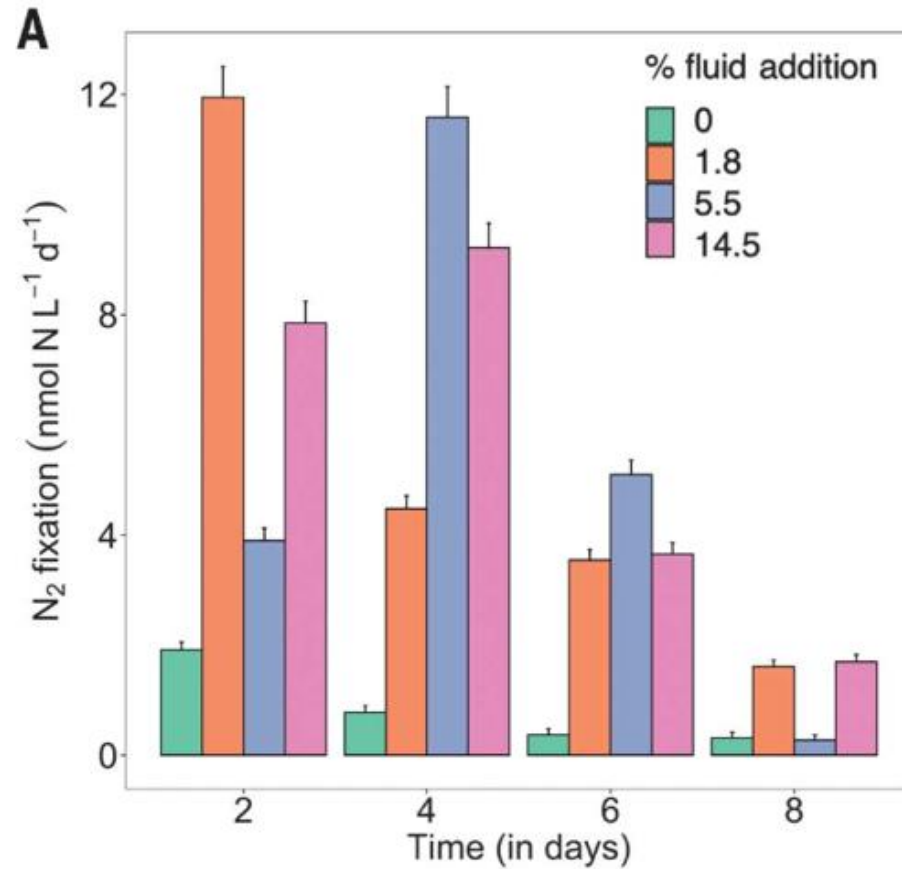 A
% fluid addition
0
1.8
5.5
14.5
N₂ fixation (nmol N L⁻¹ d⁻¹)
12
8
4
0
2 4 6 8
Time (in days)